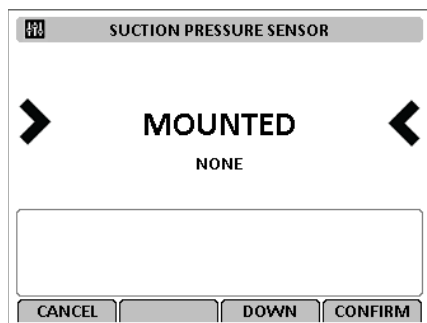 SUCTION PRESSURE SENSOR
MOUNTED
NONE
CANCEL DOWN CONFIRM